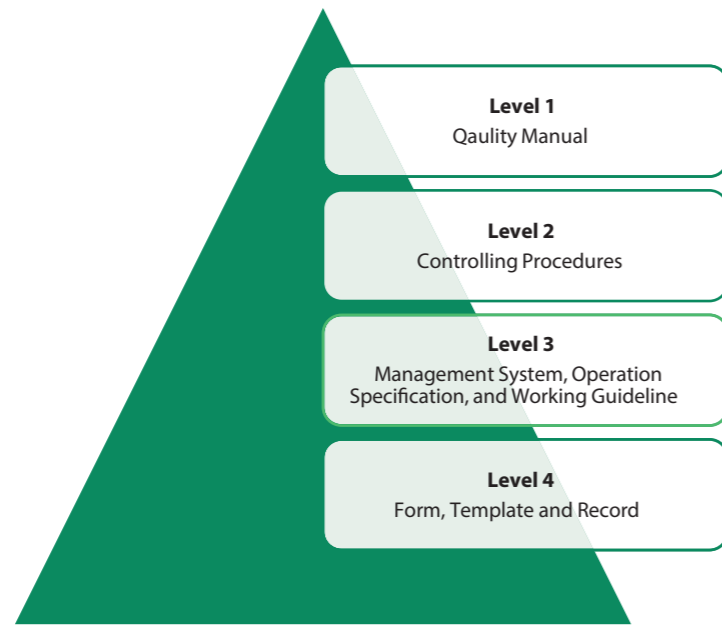 Level 1
Qaulity Manual
Level 2
Controlling Procedures
Level 3
Management System, Operation
Specification, and Working Guideline
Level 4
Form, Template and Record